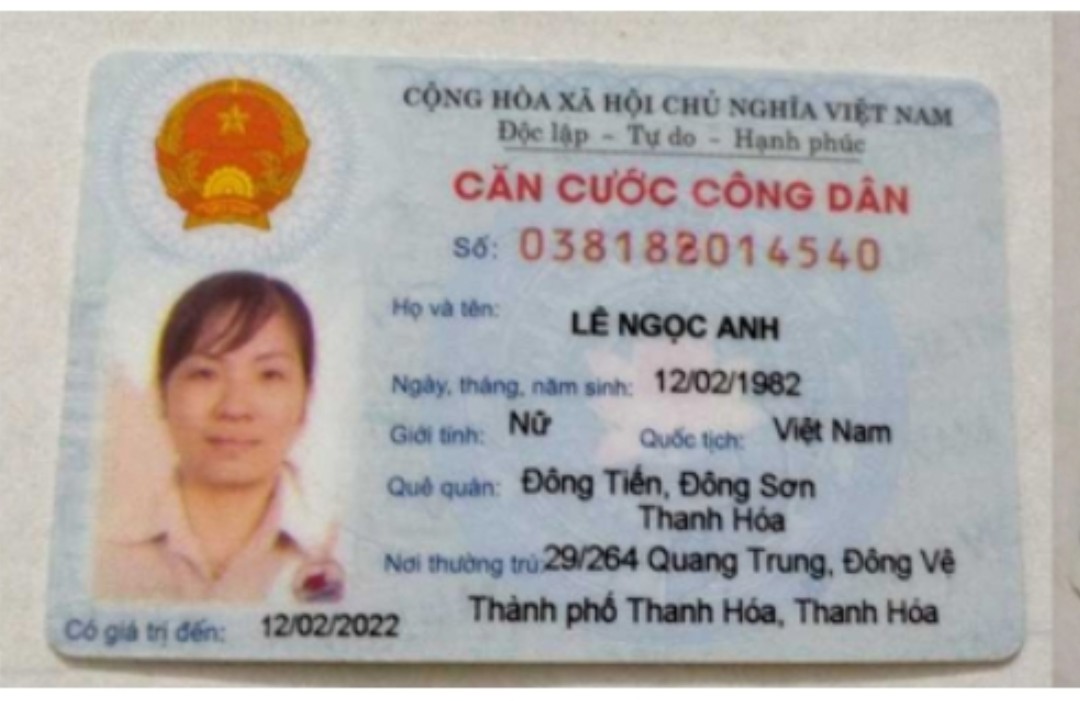 CỘNG HÒA XÃ HỘI CHỦ NGHĨA VIỆT NAM
Độc lập - Tự do - Hạnh phúc
CĂN CƯỚC CÔNG DÂN
Số: 038182014540
Họ và tên:
LÊ NGỌC ANH
Ngày, tháng, năm sinh: 12/02/1982
Giới tính: Nữ Quốc tịch: Việt Nam
Quê quán: Đông Tiến, Đông Sơn
Thanh Hóa
Nơi thường trú: 29/264 Quang Trung, Đông Vệ
Thành phố Thanh Hóa, Thanh Hóa
Có giá trị đến: 12/02/2022